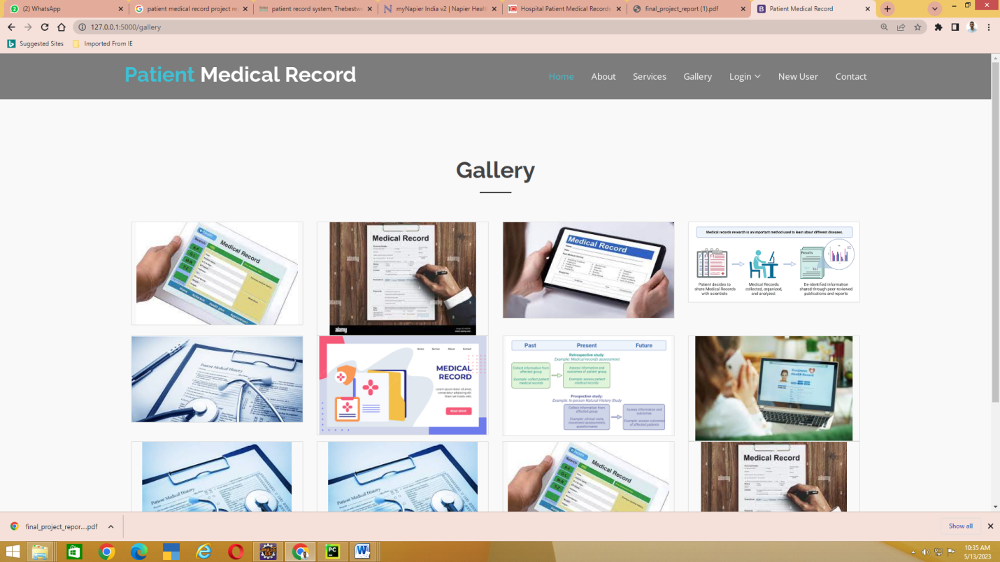 (2) WhatsApp
patient medical record project re
patient record system, Thebestwe
myNapier India v2 | Napier Healt
Hospital Patient Medical Records
final_project_report (1).pdf
Patient Medical Record
127.0.0.1:5000/gallery
Suggested Sites
Imported From IE
Patient Medical Record
Home
About
Services
Gallery
Login
New User
Contact
Gallery
Medical Record
Medical Record
alamy
alamy
Medical Record
Medical records research is an important method used to learn about different diseases.
Results
Patient decides to
share Medical Records
with scientists
Medical Records
collected, organized,
and analyzed.
De-identified information
shared through peer-reviewed
publications and reports
Patient Medical History
Home Service About Contact
MEDICAL
RECORD
Lorem ipsum dolor sit amet,
READ MORE
Past
Present
Future
Retrospective study:
Example: Medical records assessment
Collect information from
affected group
Example: collect patient
medical records
Assess information and
outcomes of patient group
Example: assess patient
medical records
Prospective study:
Example: In person Natural History Study
Collect information from
affected group
Example: clinical visits,
movement assessments,
questionnaires
Assess information and
outcomes
Example: assess outcomes
of affected patients
Health Record
Patient Medical History
Patient Medical History
Medical Record
Medical Record
alamy
final_project_repor....pdf
Show all
10:35 AM
5/13/2023